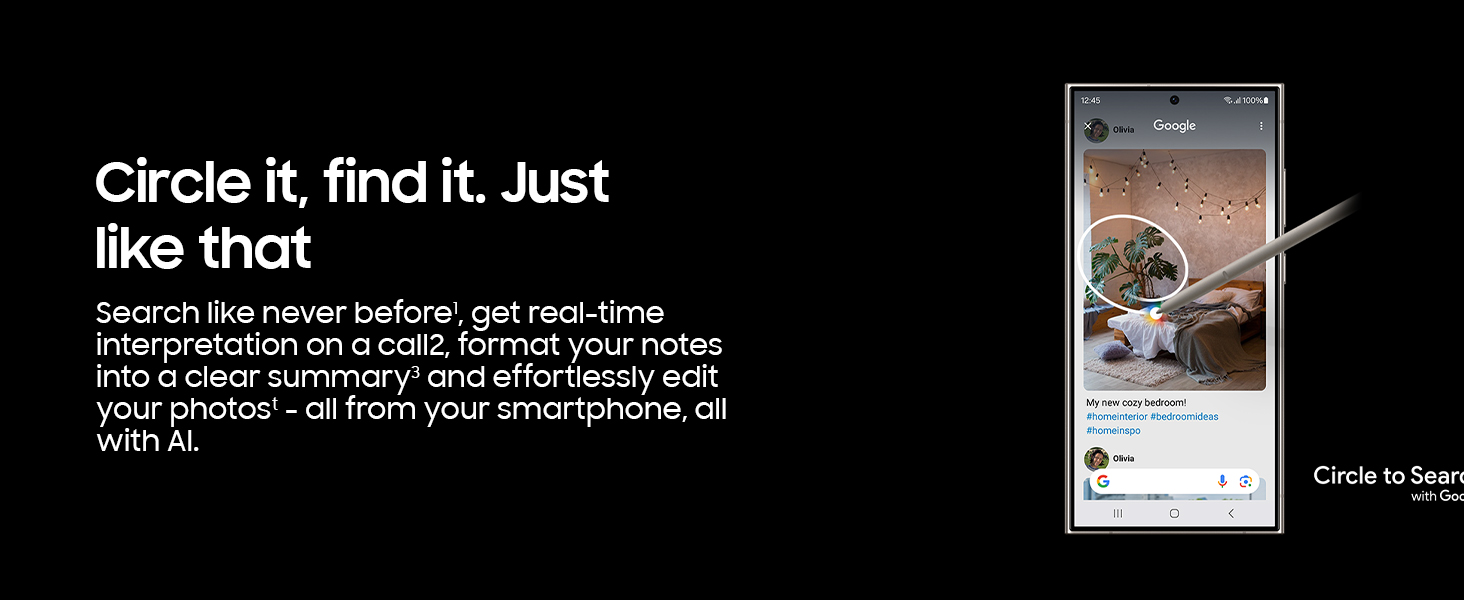 Circle it, find it. Just
like that
Search like never before¹, get real-time
interpretation on a call2, format your notes
into a clear summary³ and effortlessly edit
your photosᵗ - all from your smartphone, all
with AI.
12:45
100%
Olivia
Google
My new cozy bedroom!
#homeinterior #bedroomideas
#homeinspo
Olivia
G
Circle to Searc
with Goo